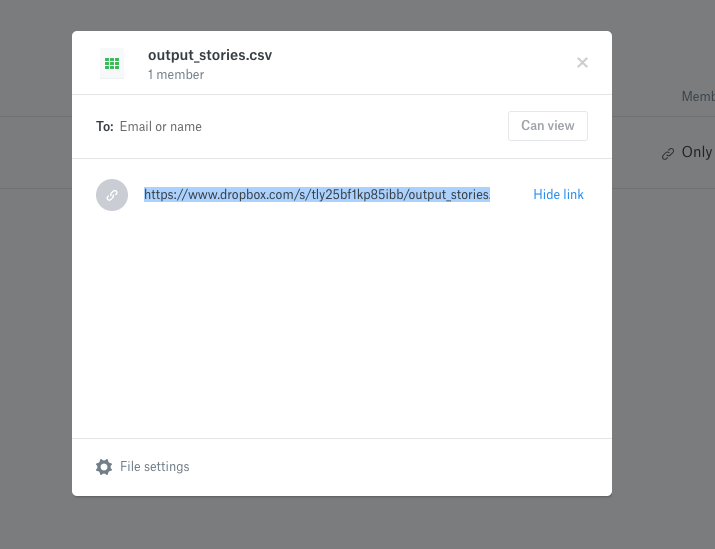 output_stories.csv
1 member
Memb
To: Email or name
Can view
Only
https://www.dropbox.com/s/tly25bf1kp85ibb/output_stories.
Hide link
File settings